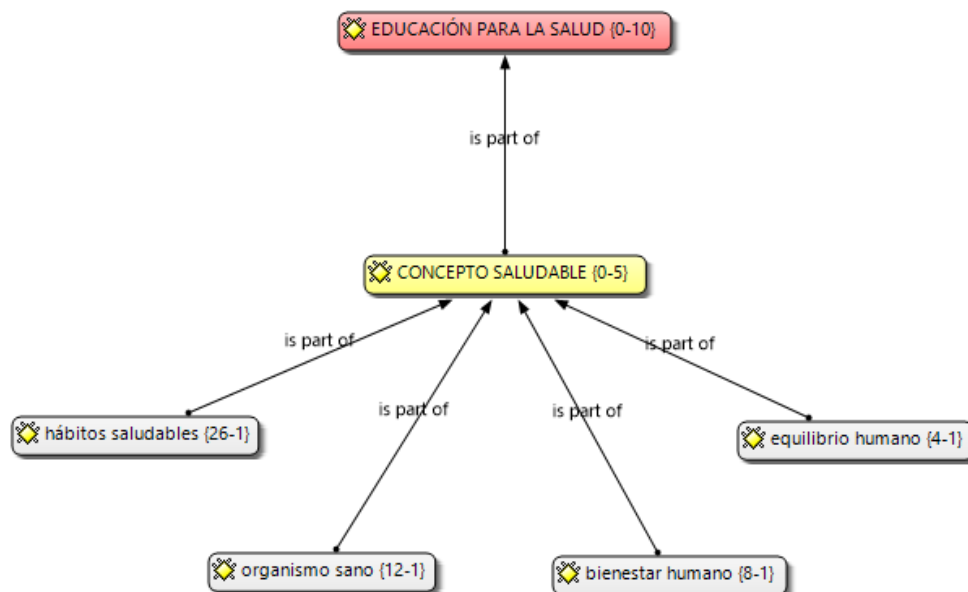 EDUCACIÓN PARA LA SALUD {0-10}
is part of
CONCEPTO SALUDABLE {0-5}
is part of
is part of
is part of
is part of
hábitos saludables {26-1}
equilibrio humano {4-1}
organismo sano {12-1}
bienestar humano {8-1}